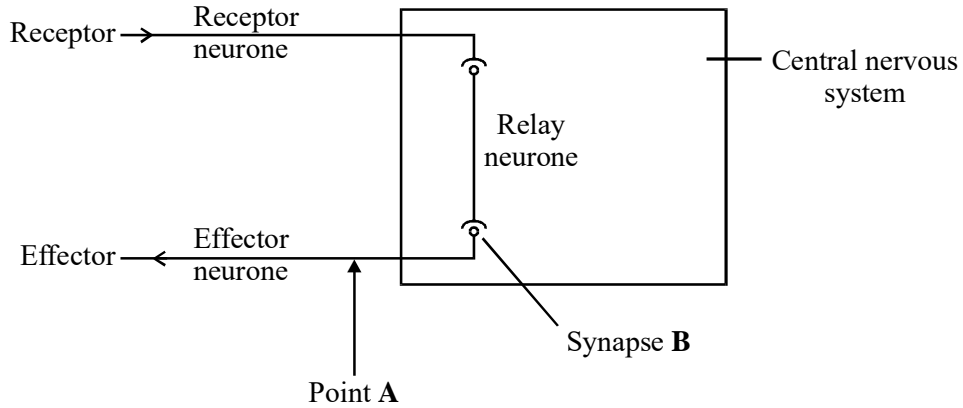 Receptor
Receptor
neurone
Central nervous
system
Relay
neurone
Effector
Effector
neurone
Synapse B
Point A